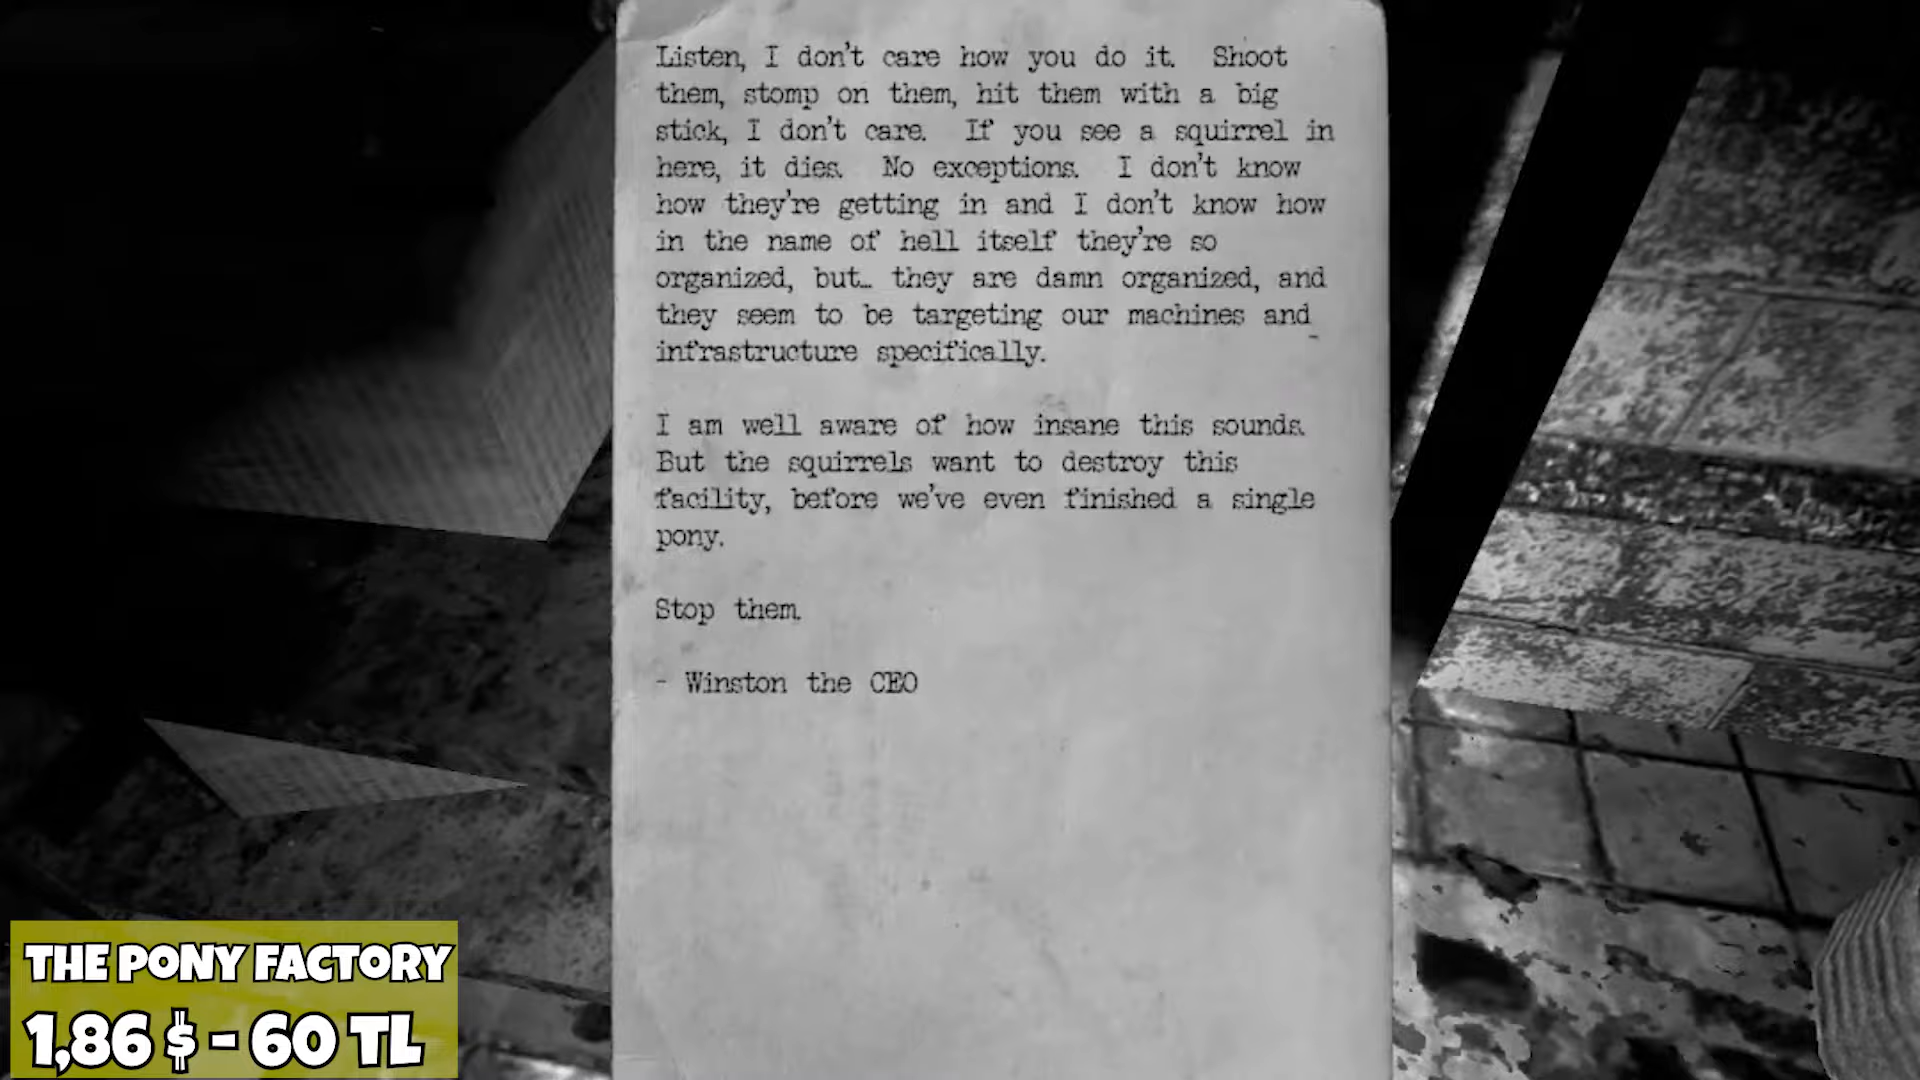 Listen, I don't care how you do it. Shoot
them, stomp on them, hit them with a big
stick, I don't care. If you see a squirrel in
here, it dies. No exceptions. I don't know
how they're getting in and I don't know how
in the name of hell itself they're so
organized, but… they are damn organized, and
they seem to be targeting our machines and
infrastructure specifically.
I am well aware of how insane this sounds.
But the squirrels want to destroy this
facility, before we've even finished a single
pony.
Stop them.
- Winston the CEO
THE PONY FACTORY
1,86 $ - 60 TL